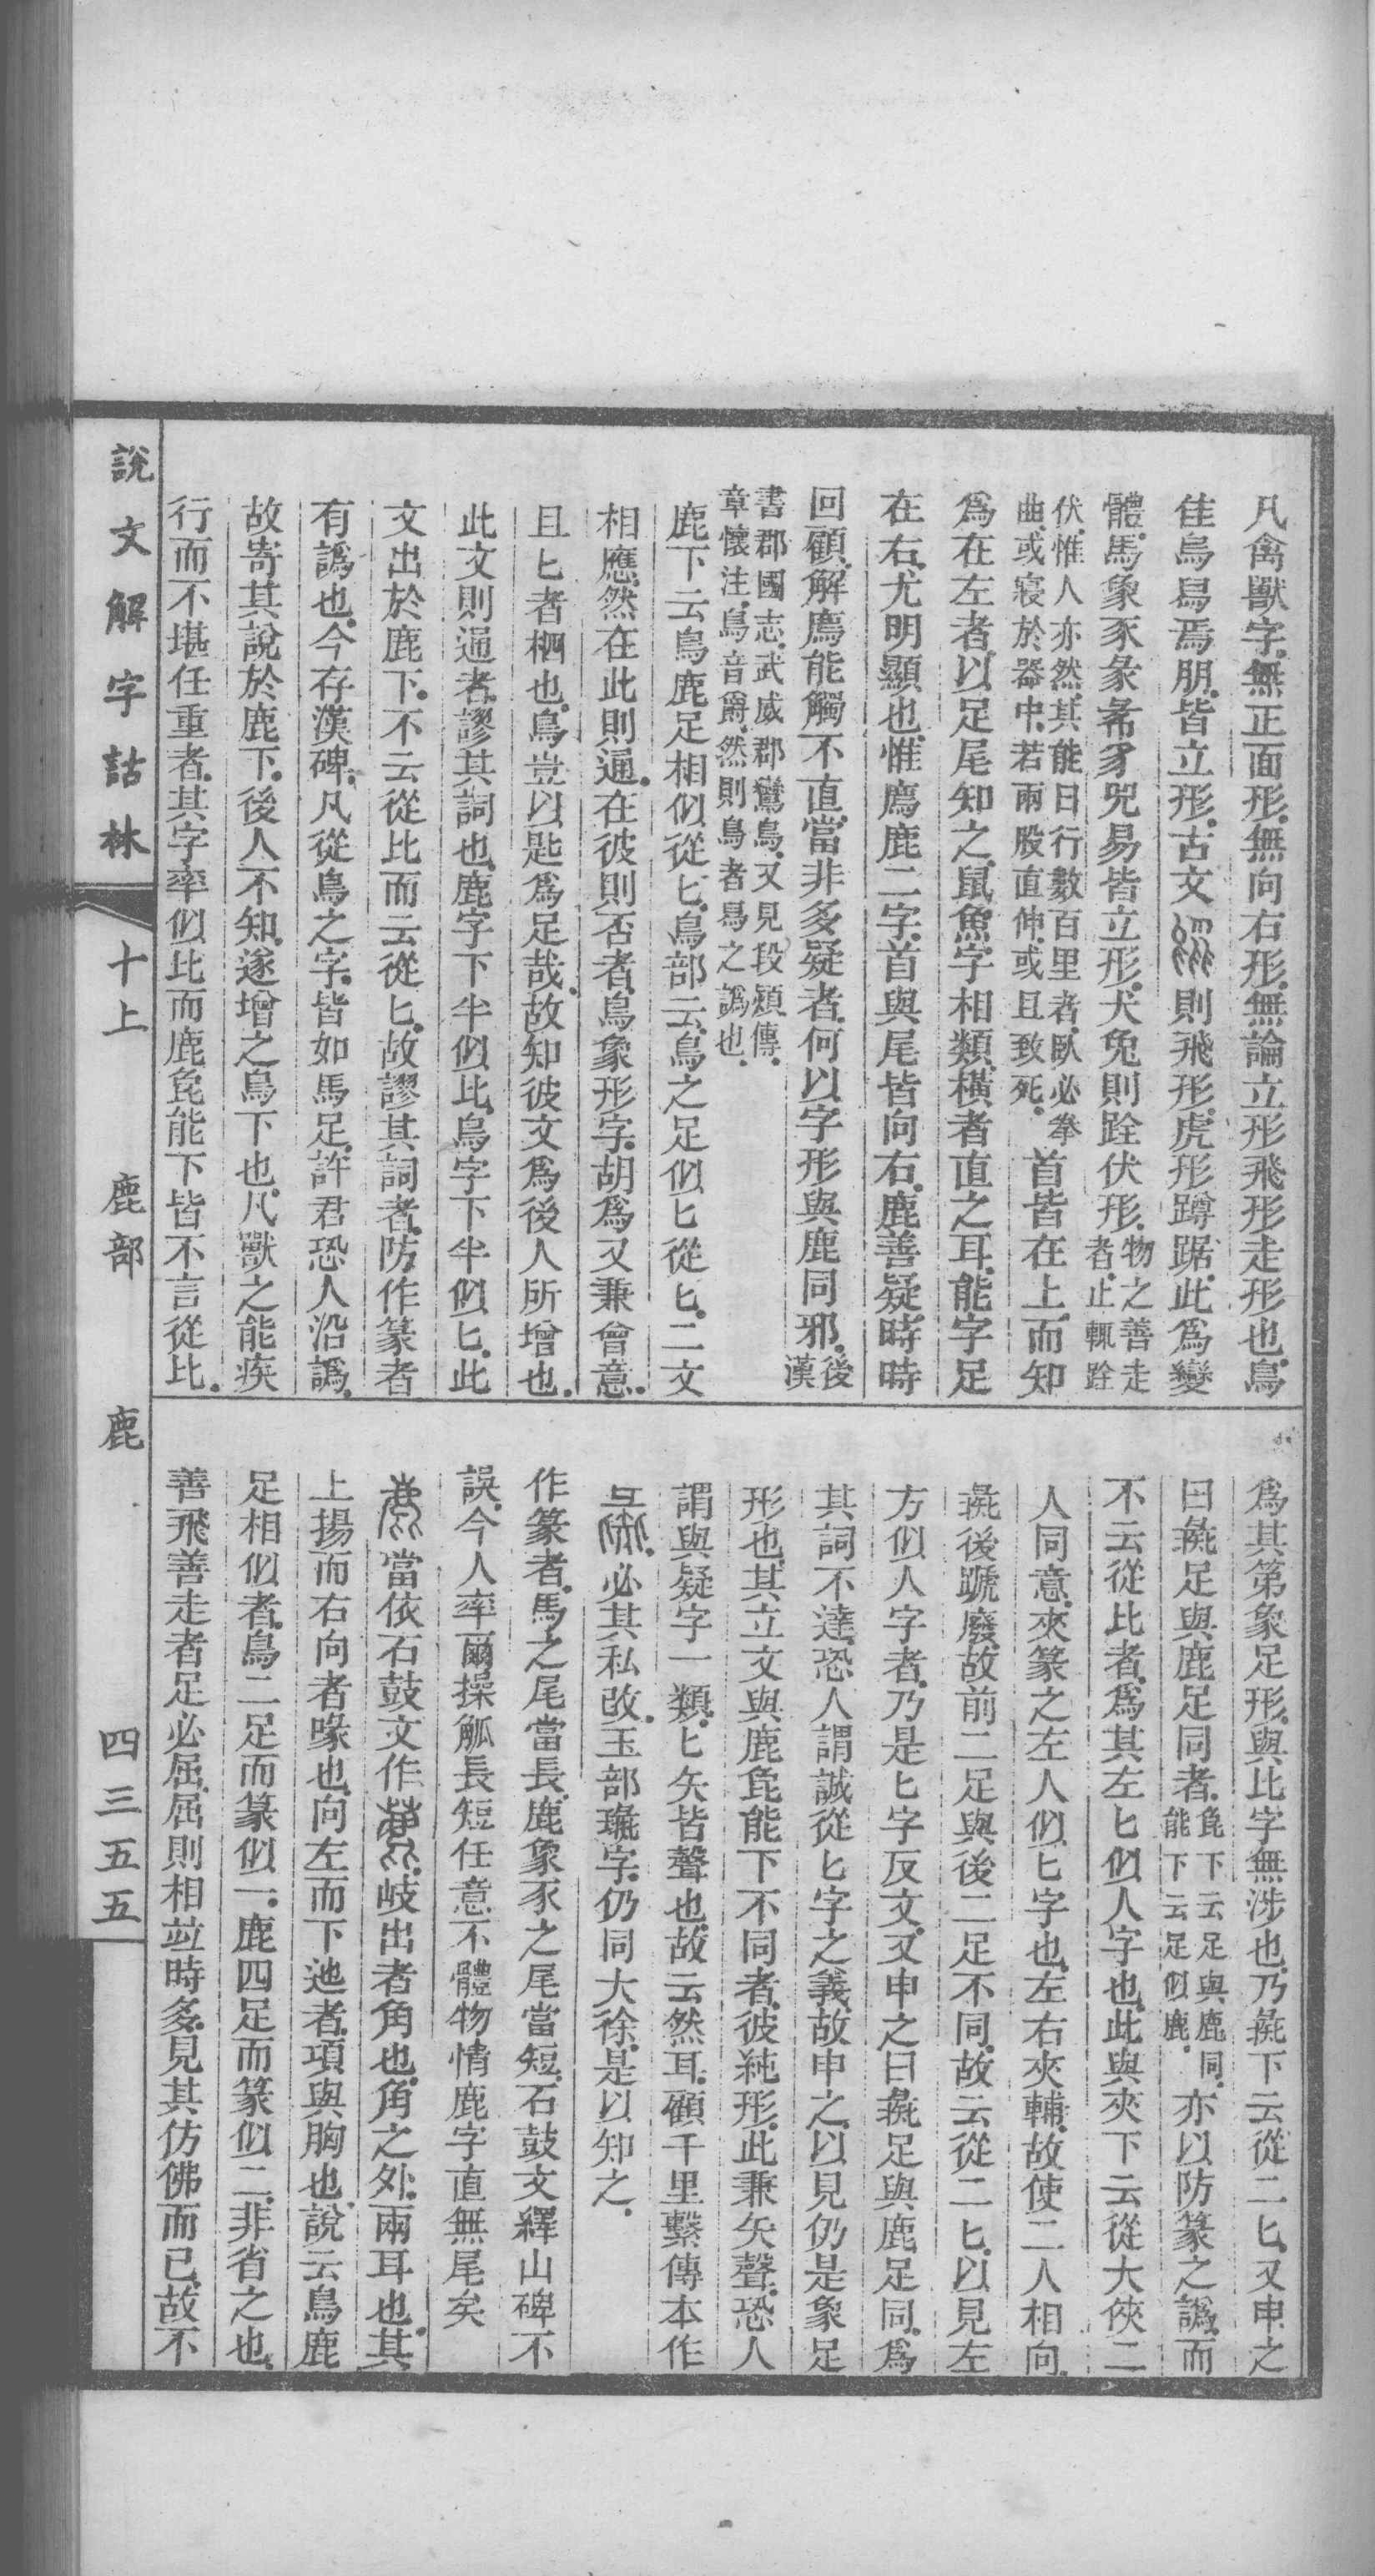 凡禽獸字無正面形無向右形無論立形飛形走形也鳥
隹烏舄焉朋皆立形古文則飛形虎形蹲踞此爲變
體馬象豕彖㣇豸兕易皆立形犬兔則跧伏形物之善走者止輒跧
伏惟人亦然其能日行數百里者臥必拳曲或寢於器中若兩股直伸或且致死首皆在上而知
爲在左者以足尾知之鼠魚字相類橫者直之耳能字足
在右尤明顯也惟廌鹿二字首與尾皆向右鹿善疑時時
回顧解廌能觸不直當非多疑者何以字形與鹿同邪後漢
書郡國志武威郡鸞鳥又見段熲傳章懷注鳥音爵然則鳥者舄之譌也
鹿下云鳥鹿足相似從匕鳥部云鳥之足似匕從匕二文
相應然在此則通在彼則否者鳥象形字胡爲又兼會意
且匕者柶也鳥豈以匙爲足哉故知彼文爲後人所增也
此文則通者謬其詞也鹿字下半似比鳥字下半似匕此
文出於鹿下不云從比而云從匕故謬其詞者防作篆者
有譌也今存漢碑凡從鳥之字皆如馬足許君恐人沿譌
故寄其說於鹿下後人不知遂增之鳥下也凡獸之能疾
行而不堪任重者其字率似比而鹿㲋能下皆不言從比
爲其第象足形與比字無涉也乃彘下云從二匕又申之
曰彘足與鹿足同者㲋下云足與鹿同能下云足似鹿亦以防篆之譌而
不云從比者爲其左匕似人字也此與夾下云從大俠二
人同意夾篆之左人似匕字也左右夾輔故使二人相向
彘後蹏廢故前二足與後二足不同故云從二匕以見左
方似人字者乃是匕字反文又申之曰彘足與鹿足同爲
其詞不達恐人謂誠從匕字之義故申之以見仍是象足
形也其立文與鹿㲋能下不同者彼純形此兼矢聲恐人
謂與疑字一類匕矢皆聲也故云然耳顧千里繫傳本作
必其私改玉部璏字仍同大徐是以知之
作篆者馬之尾當長鹿象豕之尾當短石鼓文繹山碑不
誤今人率爾操觚長短任意不體物情鹿字直無尾矣
當依石鼓文作岐出者角也角之外兩耳也其
上揚而右向者喙也向左而下迆者項與胸也說云鳥鹿
足相似者鳥二足而篆似一鹿四足而篆似二非省之也
善飛善走者足必屈屈則相竝時多見其仿佛而已故不
說文解字詁林
十上
鹿部
鹿
四三五五